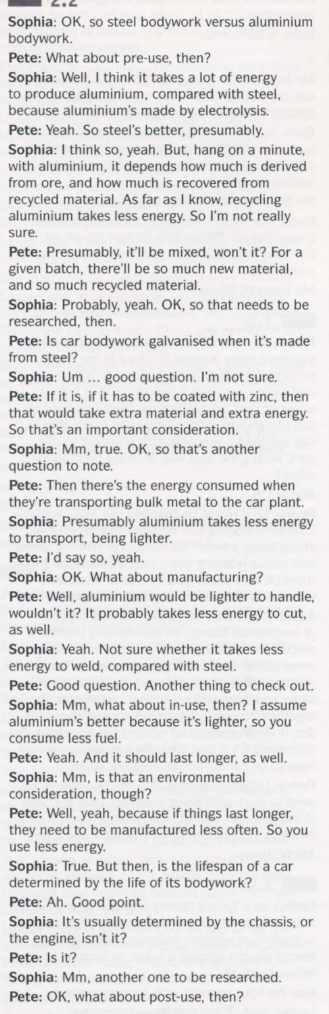 2.2
Sophia: OK, so steel bodywork versus aluminium
bodywork.
Pete: What about pre-use, then?
Sophia: Well, I think it takes a lot of energy
to produce aluminium, compared with steel,
because aluminium's made by electrolysis.
Pete: Yeah. So steel's better, presumably.
Sophia: I think so, yeah. But, hang on a minute,
with aluminium, it depends how much is derived
from ore, and how much is recovered from
recycled material. As far as I know, recycling
aluminium takes less energy. So I'm not really
sure.
Pete: Presumably, it'll be mixed, won't it? For a
given batch, there'll be so much new material,
and so much recycled material.
Sophia: Probably, yeah. OK, so that needs to be
researched, then.
Pete: Is car bodywork galvanised when it's made
from steel?
Sophia: Um ... good question. I'm not sure.
Pete: If it is, if it has to be coated with zinc, then
that would take extra material and extra energy.
So that's an important consideration.
Sophia: Mm, true. OK, so that's another
question to note.
Pete: Then there's the energy consumed when
they're transporting bulk metal to the car plant.
Sophia: Presumably aluminium takes less energy
to transport, being lighter.
Pete: I'd say so, yeah.
Sophia: OK. What about manufacturing?
Pete: Well, aluminium would be lighter to handle,
wouldn't it? It probably takes less energy to cut,
as well.
Sophia: Yeah. Not sure whether it takes less
energy to weld, compared with steel.
Pete: Good question. Another thing to check out.
Sophia: Mm, what about in-use, then? I assume
aluminium's better because it's lighter, so you
consume less fuel.
Pete: Yeah. And it should last longer, as well.
Sophia: Mm, is that an environmental
consideration, though?
Pete: Well, yeah, because if things last longer,
they need to be manufactured less often. So you
use less energy.
Sophia: True. But then, is the lifespan of a car
determined by the life of its bodywork?
Pete: Ah. Good point.
Sophia: It's usually determined by the chassis, or
the engine, isn't it?
Pete: Is it?
Sophia: Mm, another one to be researched.
Pete: OK, what about post-use, then?